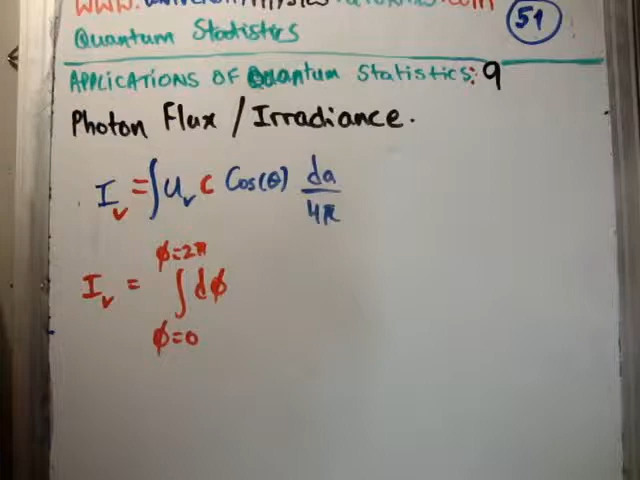 Quantum Statistics
51
APPLICATIONS OF Quantum Statistics: 9
Photon Flux / Irradiance.
I_ν = ∫ u_ν c Cos(θ) da/4π
I_ν = ∫ dϕ
ϕ=2π
ϕ=0